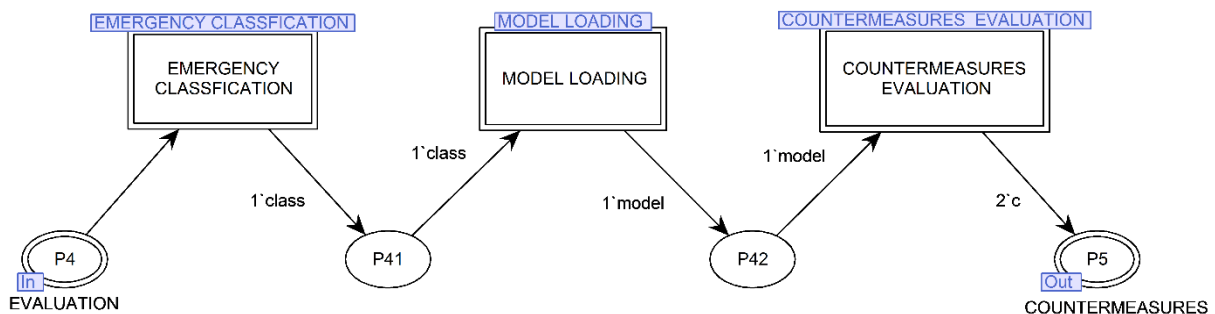 EMERGENCY CLASSFICATION
MODEL LOADING
COUNTERMEASURES EVALUATION
EMERGENCY
CLASSFICATION
MODEL LOADING
COUNTERMEASURES
EVALUATION
1`class
1`model
1`class
1`model
2`c
P4
P41
P42
P5
In
Out
EVALUATION
COUNTERMEASURES